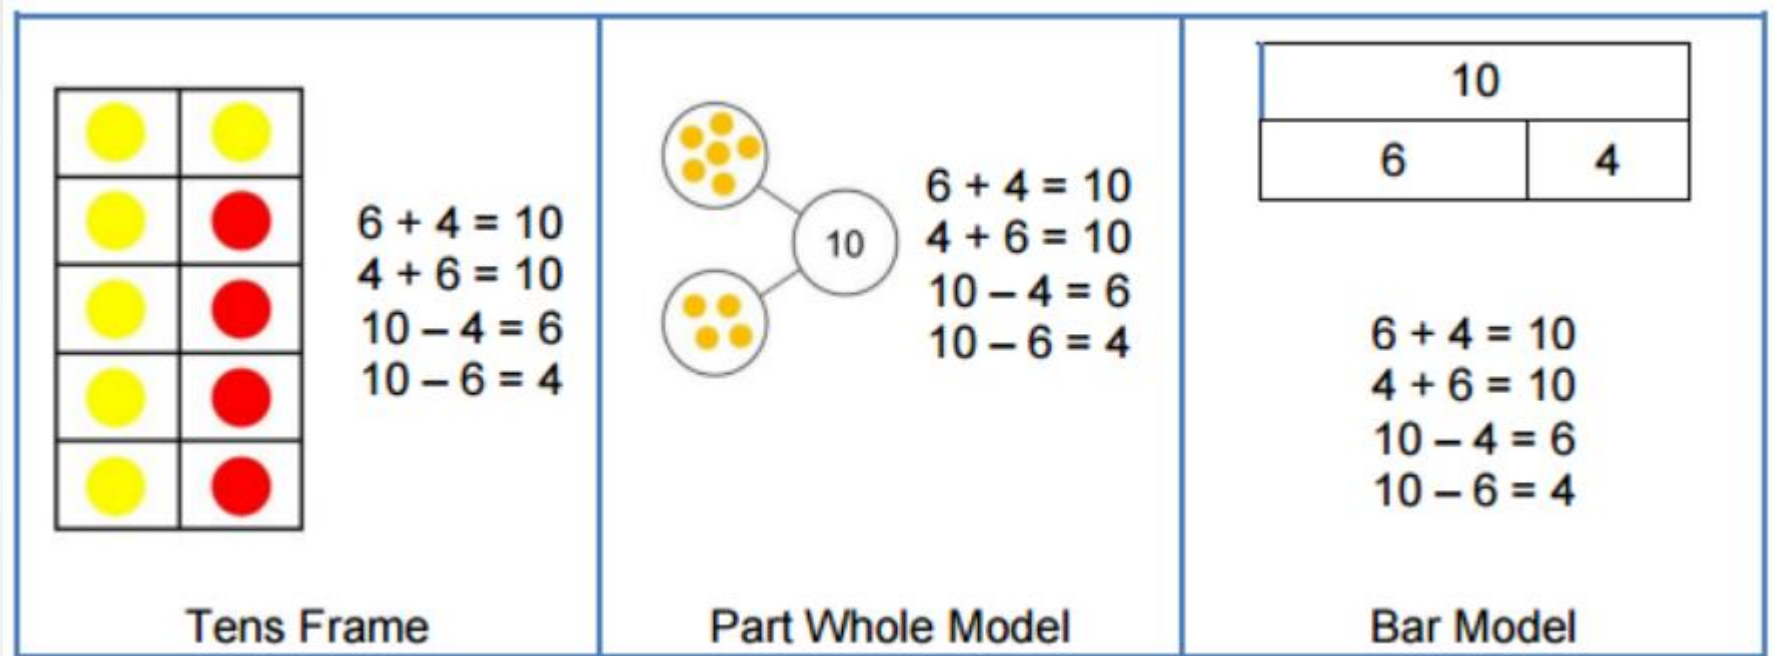 6 + 4 = 10
4 + 6 = 10
10 – 4 = 6
10 – 6 = 4
Tens Frame
10
6 + 4 = 10
4 + 6 = 10
10 – 4 = 6
10 – 6 = 4
Part Whole Model
10
6 4
6 + 4 = 10
4 + 6 = 10
10 – 4 = 6
10 – 6 = 4
Bar Model